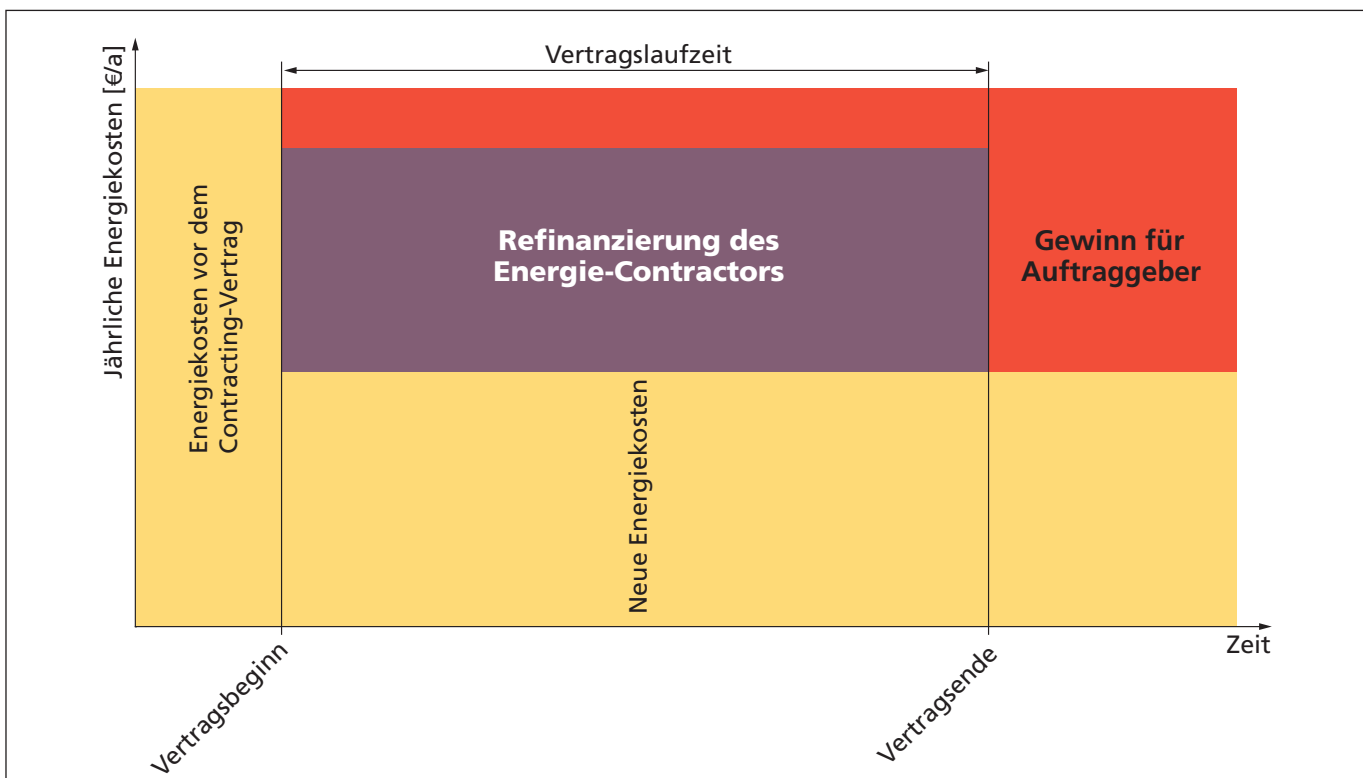 Vertragslaufzeit
Jährliche Energiekosten [€/a]
Energiekosten vor dem
Contracting-Vertrag
Refinanzierung des
Energie-Contractors
Gewinn für
Auftraggeber
Neue Energiekosten
Zeit
Vertragsbeginn
Vertragsende